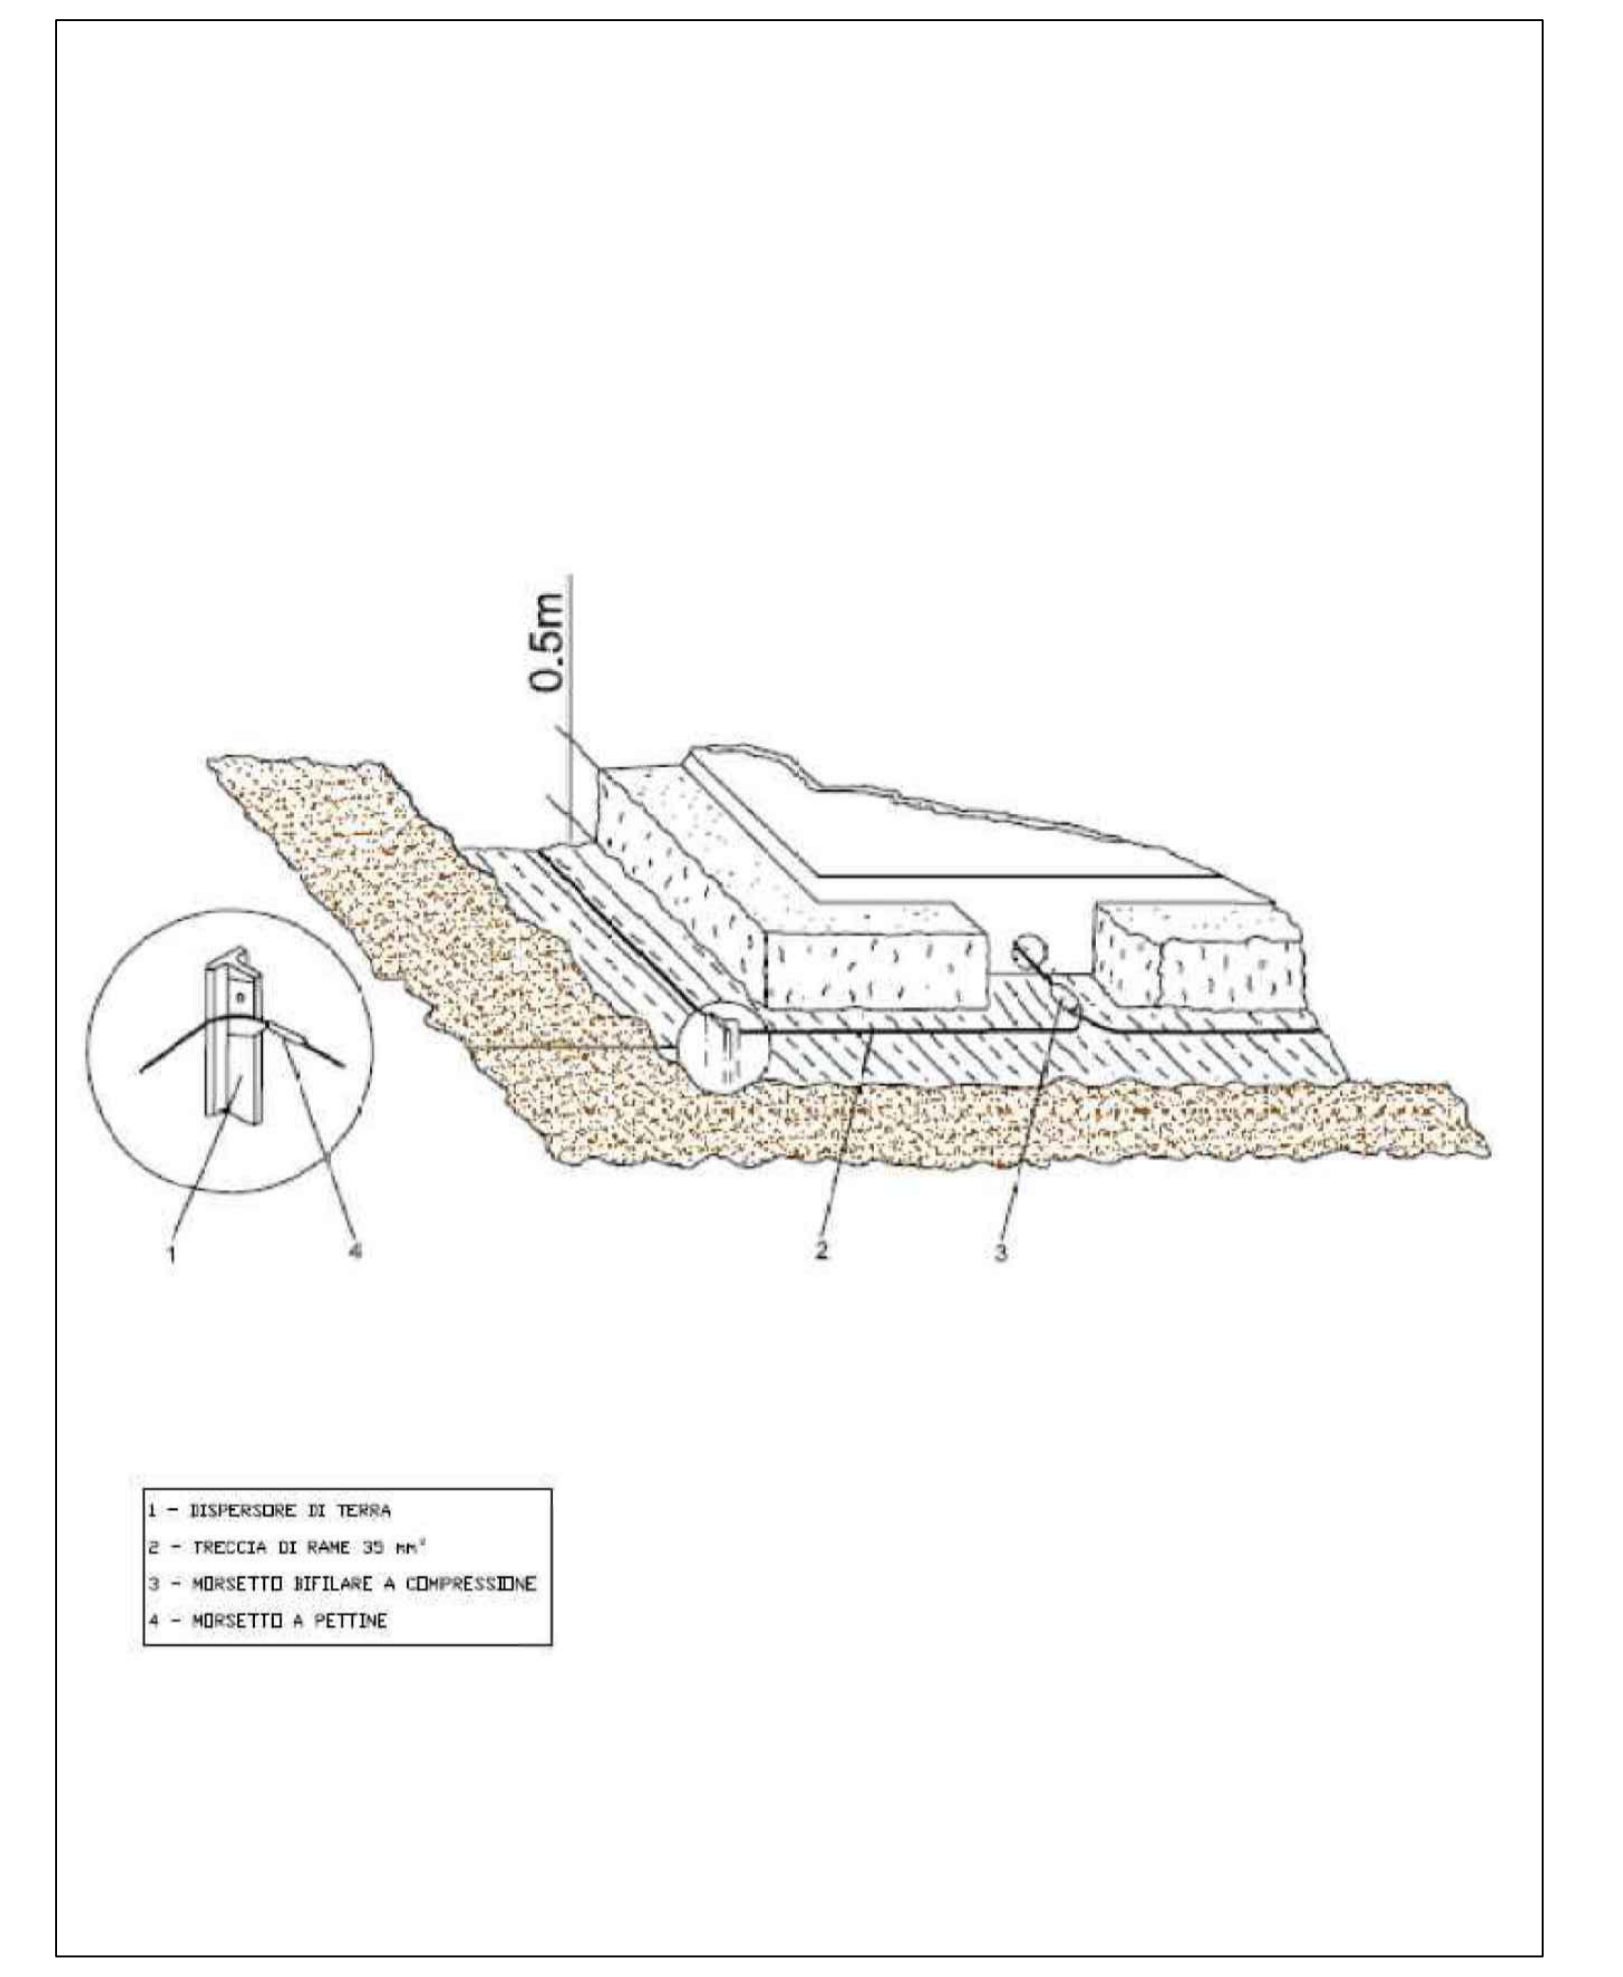 0.5m
1
4
2
3
1 - DISPERSORE DI TERRA
2 - TRECCIA DI RAME 35 mm²
3 - MORSETTO BIFILARE A COMPRESSIONE
4 - MORSETTO A PETTINE